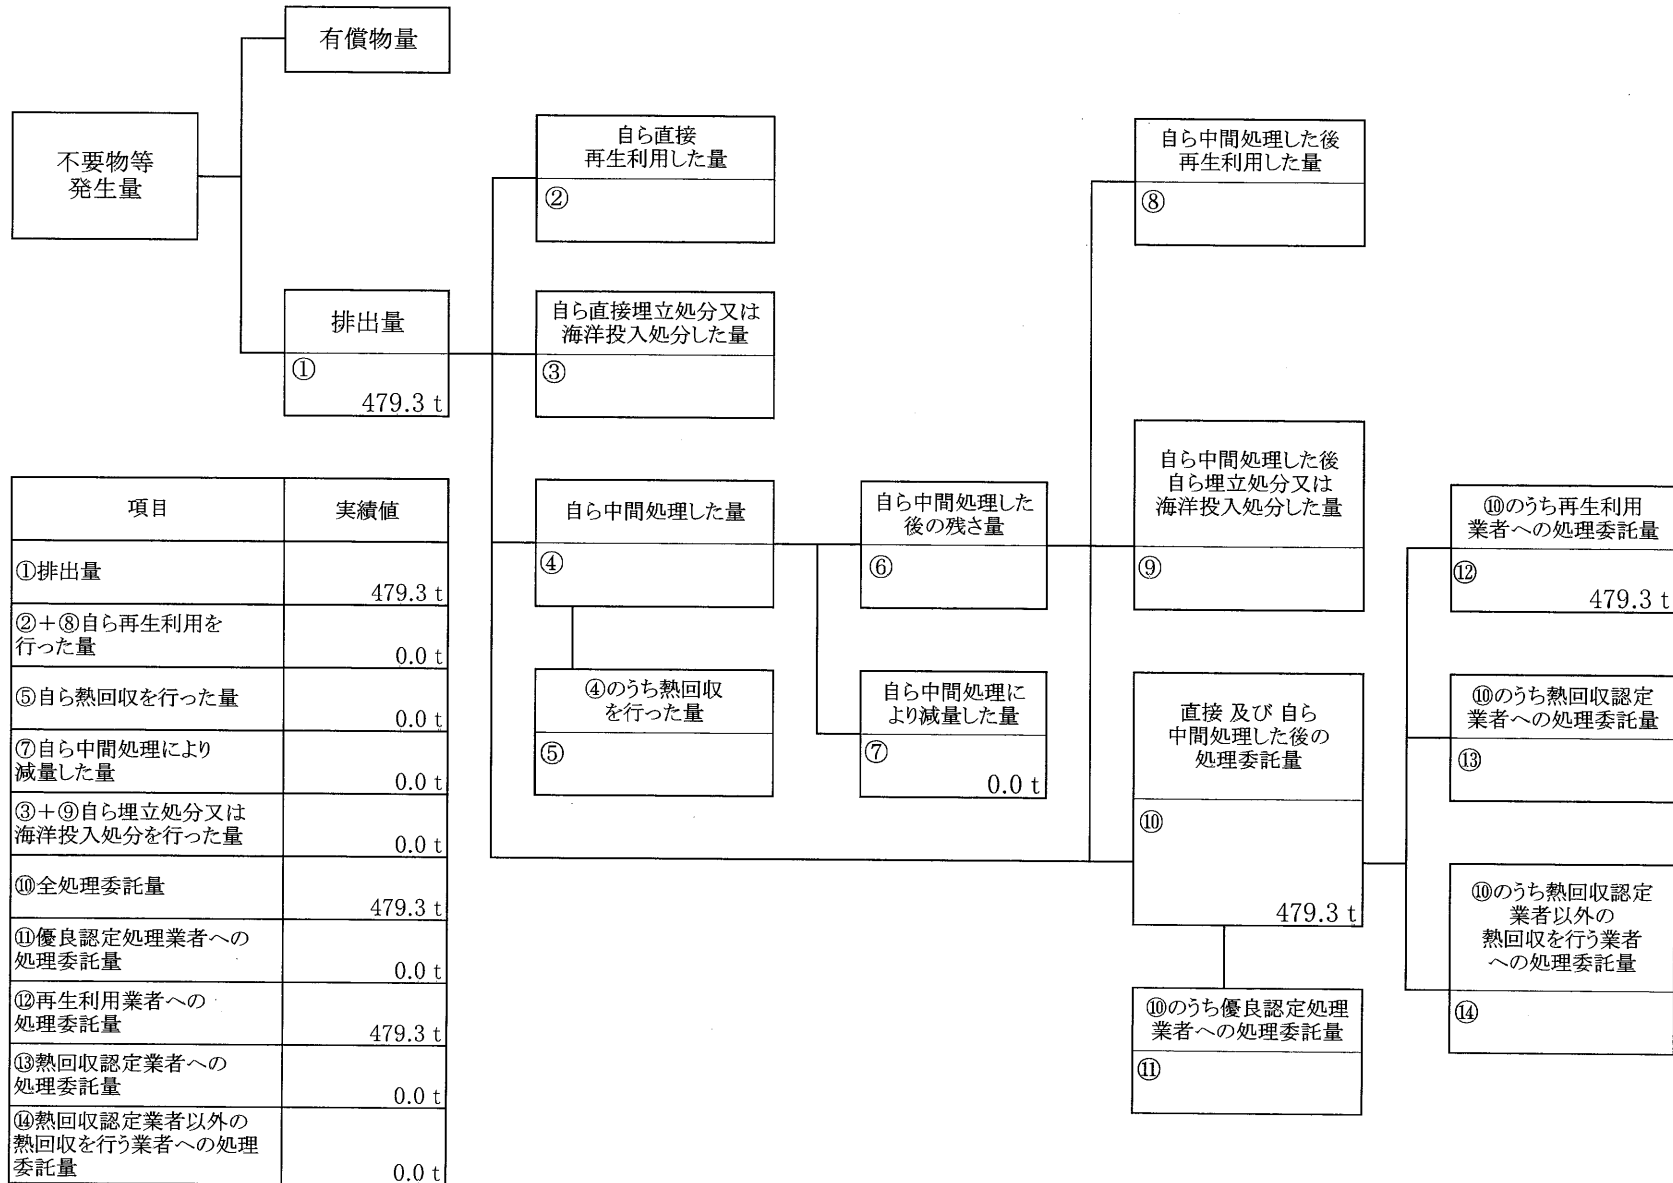 有償物量
不要物等
発生量
排出量
①
479.3 t
自ら直接
再生利用した量
②
自ら直接埋立処分又は
海洋投入処分した量
③
自ら中間処理した量
④
④のうち熱回収
を行った量
⑤
自ら中間処理した
後の残さ量
⑥
自ら中間処理に
より減量した量
⑦
0.0 t
自ら中間処理した後
再生利用した量
⑧
自ら中間処理した後
自ら埋立処分又は
海洋投入処分した量
⑨
直接 及び 自ら
中間処理した後の
処理委託量
⑩
479.3 t
⑩のうち優良認定処理
業者への処理委託量
⑪
⑩のうち再生利用
業者への処理委託量
⑫
479.3 t
⑩のうち熱回収認定
業者への処理委託量
⑬
⑩のうち熱回収認定
業者以外の
熱回収を行う業者
への処理委託量
⑭
項目 実績値
①排出量
479.3 t
②+⑧自ら再生利用を
行った量
0.0 t
⑤自ら熱回収を行った量
0.0 t
⑦自ら中間処理により
減量した量
0.0 t
③+⑨自ら埋立処分又は
海洋投入処分を行った量
0.0 t
⑩全処理委託量
479.3 t
⑪優良認定処理業者への
処理委託量
0.0 t
⑫再生利用業者への
処理委託量
479.3 t
⑬熱回収認定業者への
処理委託量
0.0 t
⑭熱回収認定業者以外の
熱回収を行う業者への処理
委託量
0.0 t